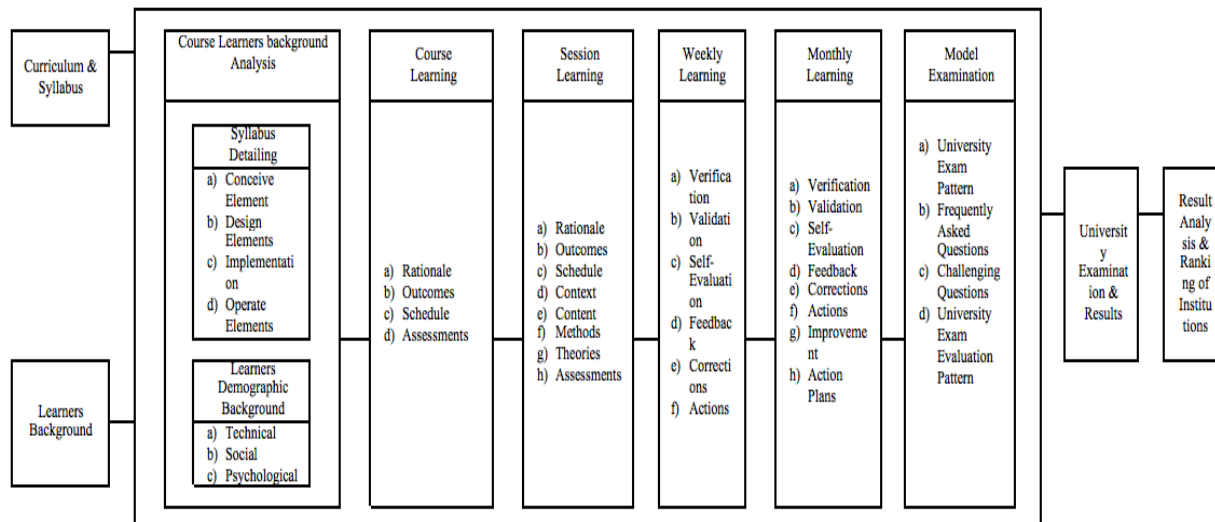 Curriculum &
Syllabus
Learners
Background
Course Learners background
Analysis
Syllabus
Detailing
a) Conceive
Element
b) Design
Elements
c) Implementati
on
d) Operate
Elements
Learners
Demographic
Background
a) Technical
b) Social
c) Psychological
Course
Learning
a) Rationale
b) Outcomes
c) Schedule
d) Assessments
Session
Learning
a) Rationale
b) Outcomes
c) Schedule
d) Context
e) Content
f) Methods
g) Theories
h) Assessments
Weekly
Learning
a) Verifica
tion
b) Validati
on
c) Self-
Evaluati
on
d) Feedbac
k
e) Correcti
ons
f) Actions
Monthly
Learning
a) Verification
b) Validation
c) Self-
Evaluation
d) Feedback
e) Corrections
f) Actions
g) Improveme
nt
h) Action
Plans
Model
Examination
a) University
Exam
Pattern
b) Frequently
Asked
Questions
c) Challenging
Questions
d) University
Exam
Evaluation
Pattern
Universit
y
Examinat
ion &
Results
Result
Analy
sis &
Ranki
ng of
Institu
tions